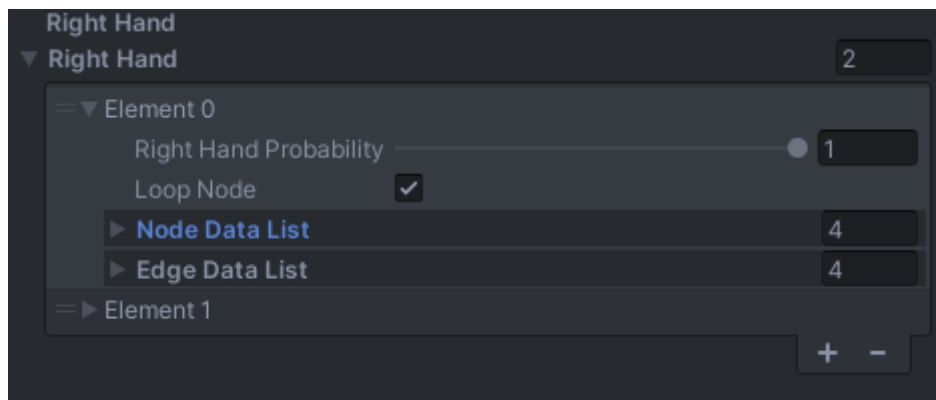 Right Hand
Right Hand 2
Element 0
Right Hand Probability 1
Loop Node
Node Data List 4
Edge Data List 4
Element 1
+ -